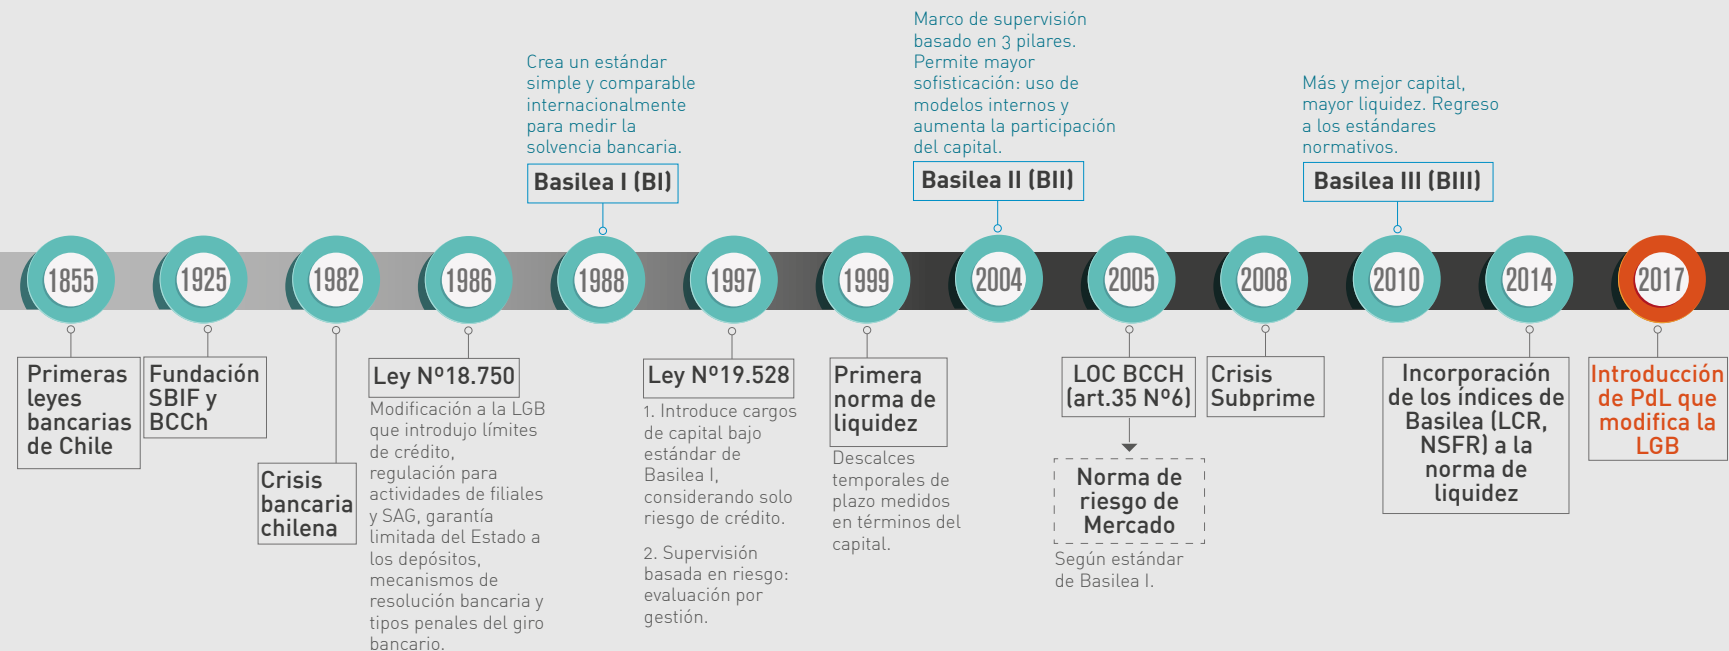 Crea un estándar
simple y comparable
internacionalmente
para medir la
solvencia bancaria.
Basilea I (BI)
Marco de supervisión
basado en 3 pilares.
Permite mayor
sofisticación: uso de
modelos internos y
aumenta la participación
del capital.
Basilea II (BII)
Más y mejor capital,
mayor liquidez. Regreso
a los estándares
normativos.
Basilea III (BIII)
1855
1925
1982
1986
1988
1997
1999
2004
2005
2008
2010
2014
2017
Primeras
leyes
bancarias
de Chile
Fundación
SBIF y
BCCh
Crisis
bancaria
chilena
Ley Nº18.750
Modificación a la LGB
que introdujo límites
de crédito,
regulación para
actividades de filiales
y SAG, garantía
limitada del Estado a
los depósitos,
mecanismos de
resolución bancaria y
tipos penales del giro
bancario.
Ley Nº19.528
1. Introduce cargos
de capital bajo
estándar de
Basilea I,
considerando solo
riesgo de crédito.
2. Supervisión
basada en riesgo:
evaluación por
gestión.
Primera
norma de
liquidez
Descalces
temporales de
plazo medidos
en términos del
capital.
LOC BCCH
(art.35 Nº6)
Norma de
riesgo de
Mercado
Según estándar
de Basilea I.
Crisis
Subprime
Incorporación
de los índices de
Basilea (LCR,
NSFR) a la
norma de
liquidez
Introducción
de PdL que
modifica la
LGB